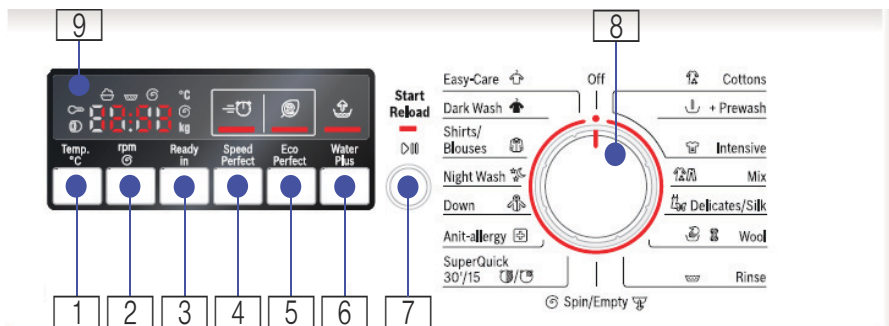 9
8
°C
kg
Temp.
°C
rpm
Ready
in
Speed
Perfect
Eco
Perfect
Water
Plus
Start
Reload
Easy-Care
Dark Wash
Shirts/
Blouses
Night Wash
Down
Anit-allergy
SuperQuick
30'/15
Off
Cottons
+ Prewash
Intensive
Mix
Delicates/Silk
Wool
Rinse
Spin/Empty
1
2
3
4
5
6
7